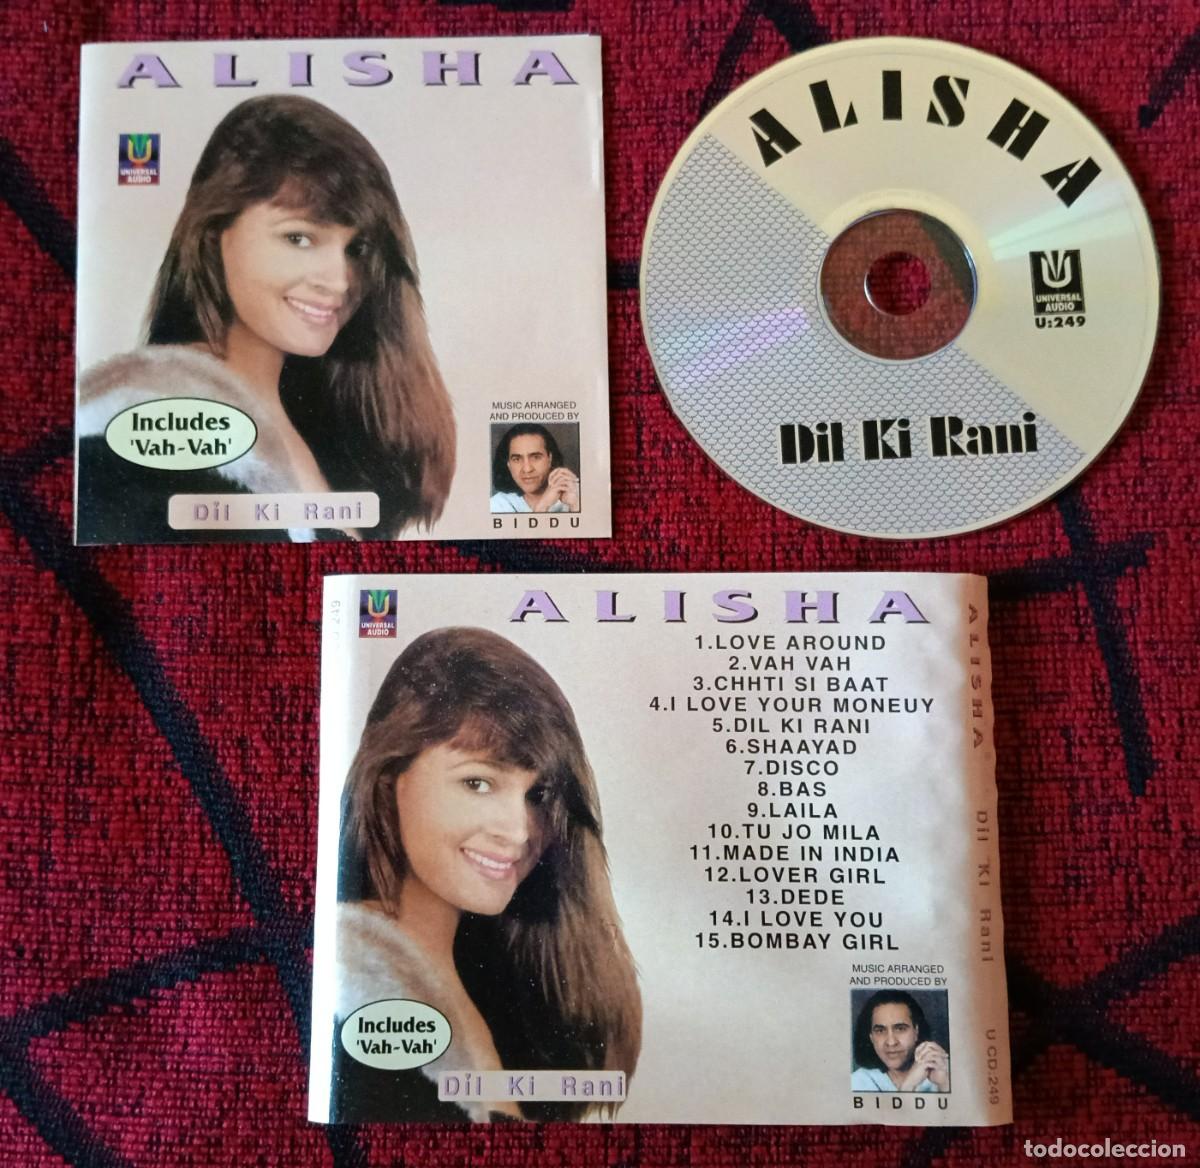 ALISHA
UNIVERSAL
AUDIO
Includes
'Vah-Vah'
MUSIC ARRANGED
AND PRODUCED BY
BIDDU
Dil Ki Rani
ALISHA
UNIVERSAL
AUDIO
U:249
Dil Ki Rani
ALISHA
UNIVERSAL
AUDIO
1.LOVE AROUND
2.VAH VAH
3.CHHTI SI BAAT
4.I LOVE YOUR MONEUY
5.DIL KI RANI
6.SHAAYAD
7.DISCO
8.BAS
9.LAILA
10.TU JO MILA
11.MADE IN INDIA
12.LOVER GIRL
13.DEDE
14.I LOVE YOU
15.BOMBAY GIRL
MUSIC ARRANGED
AND PRODUCED BY
BIDDU
Includes
'Vah-Vah'
Dil Ki Rani
ALISHA Dil Ki Rani U CD:249
249
todocoleccion